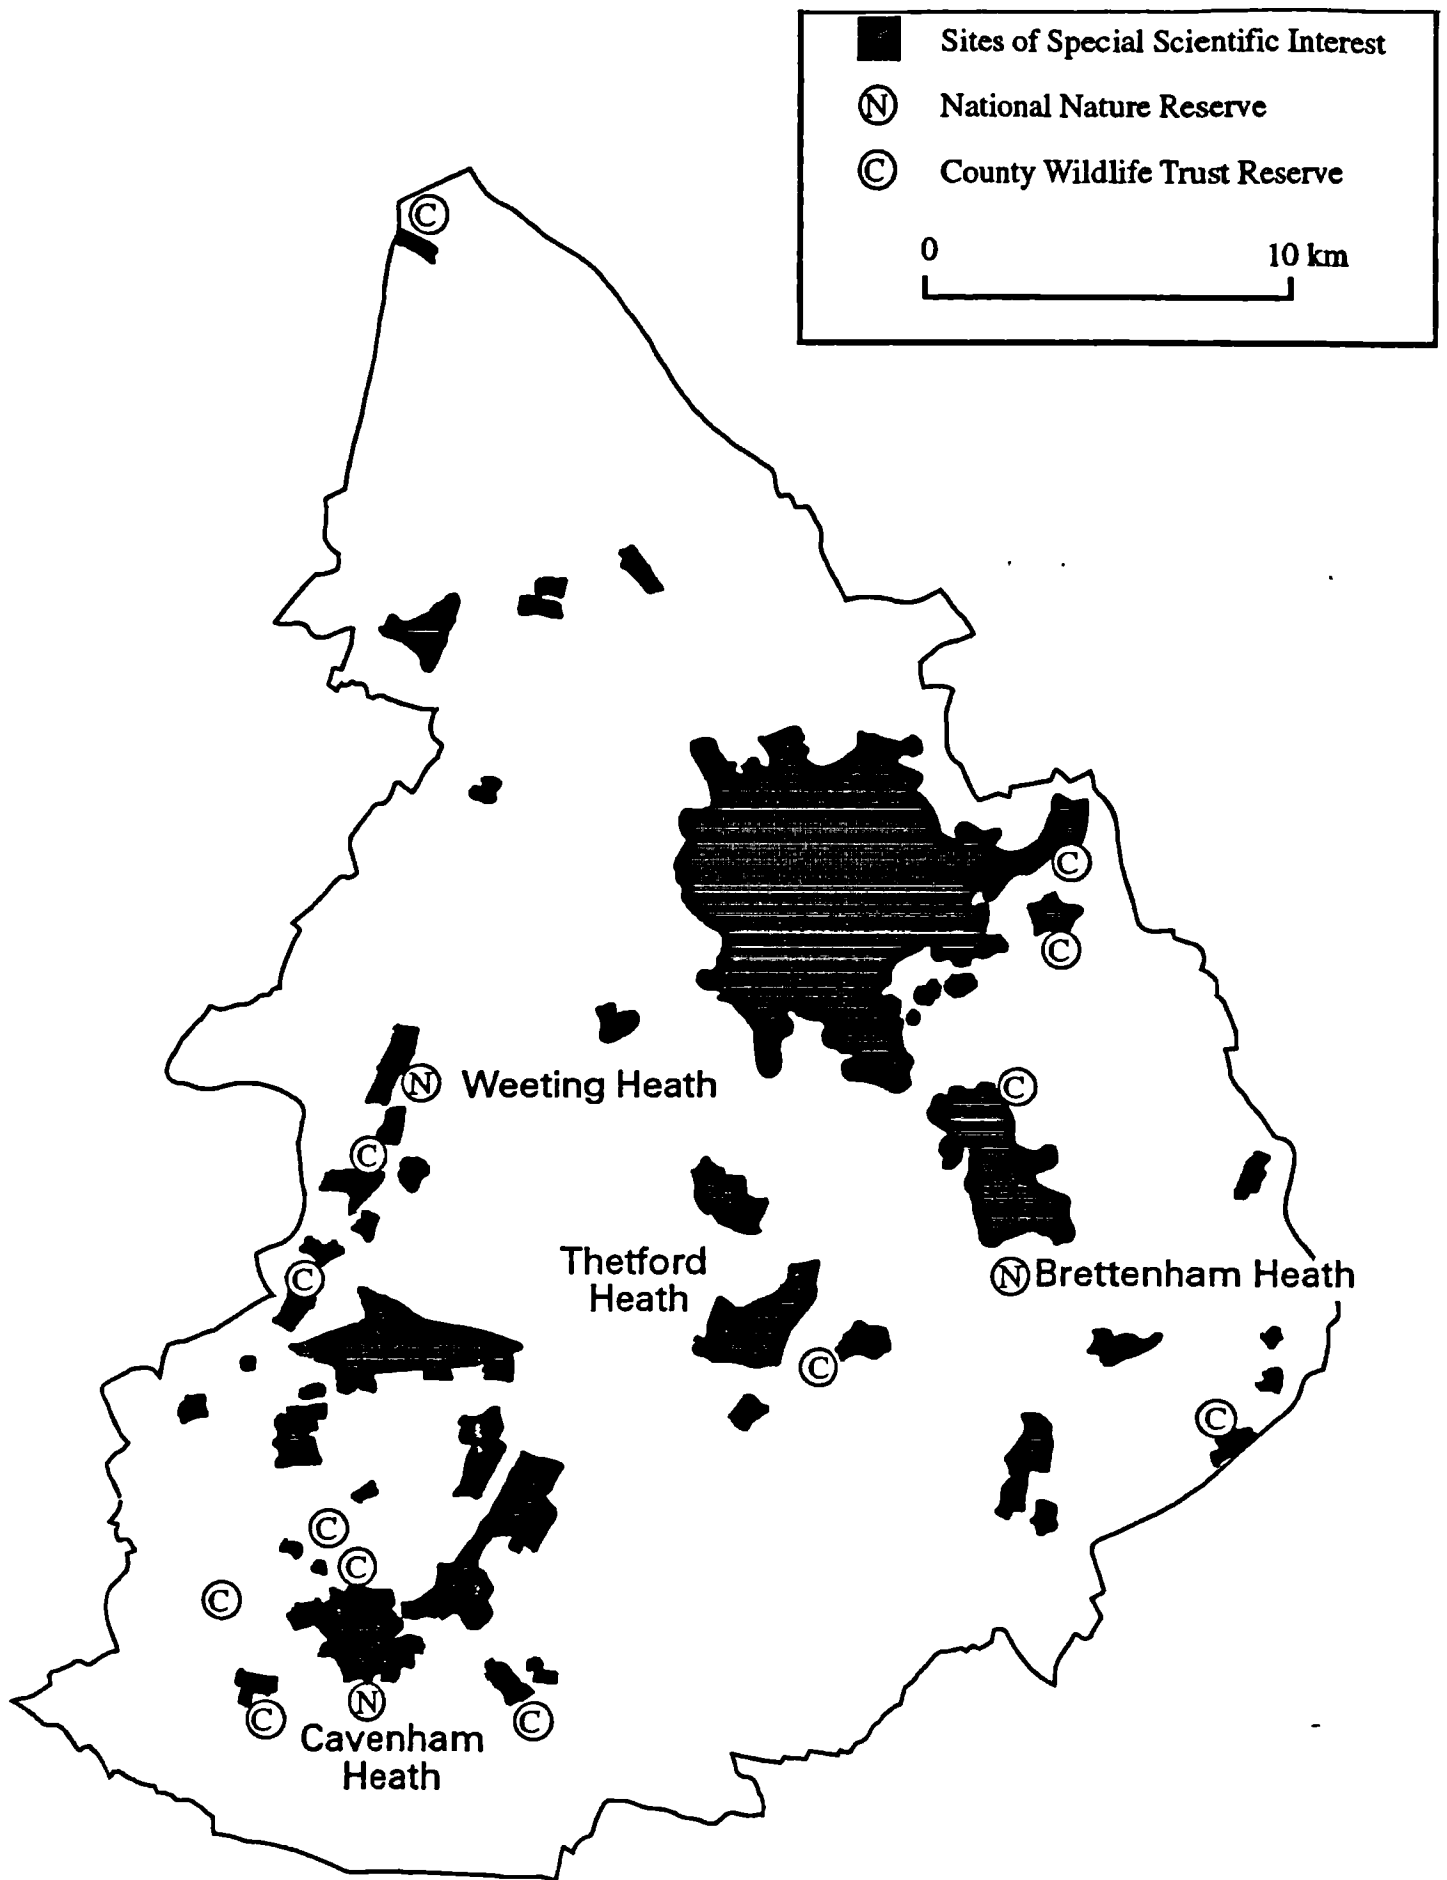 Sites of Special Scientific Interest
N National Nature Reserve
C County Wildlife Trust Reserve
0 10 km
C
C
C
N Weeting Heath
C
C
Thetford
Heath
N Brettenham Heath
C
C
C
C
C
C
C
N
C
C
Cavenham
Heath